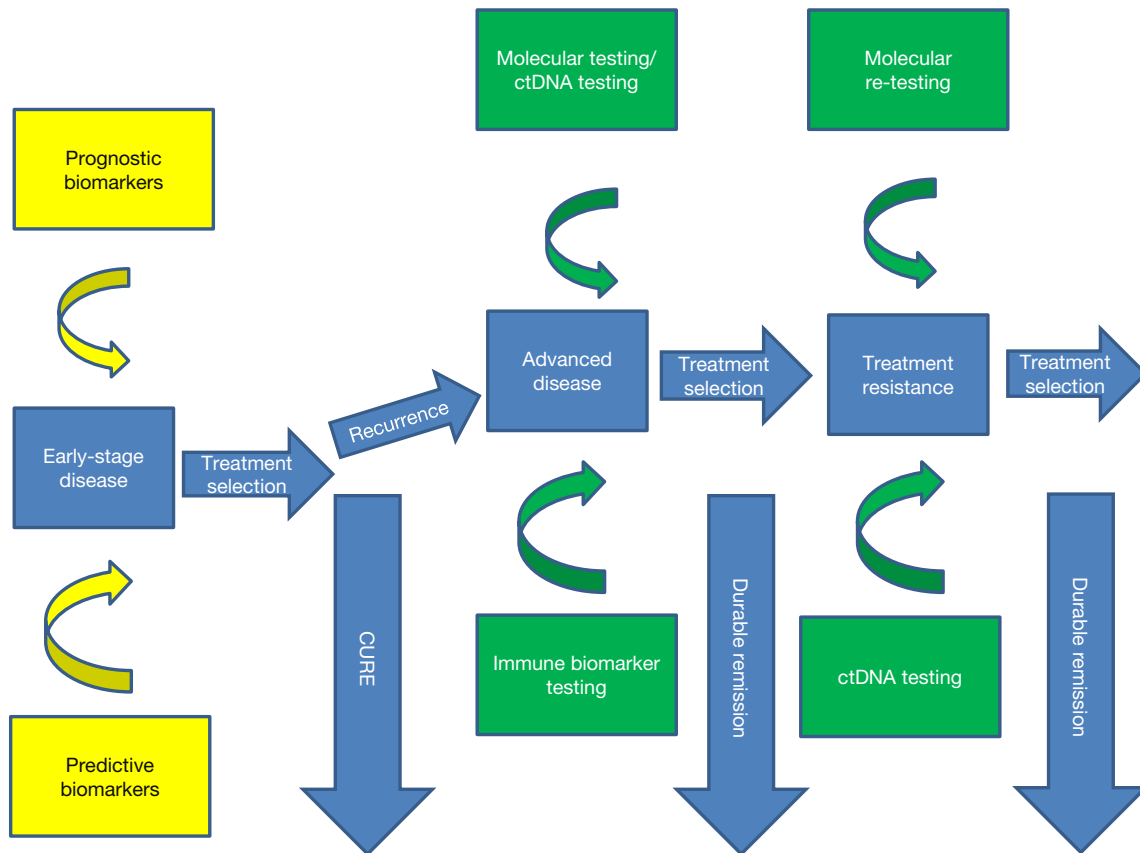 Prognostic
biomarkers
Early-stage
disease
Predictive
biomarkers
Treatment
selection
Recurrence
CURE
Molecular testing/
ctDNA testing
Advanced
disease
Immune biomarker
testing
Treatment
selection
Durable remission
Molecular
re-testing
Treatment
resistance
ctDNA testing
Treatment
selection
Durable remission